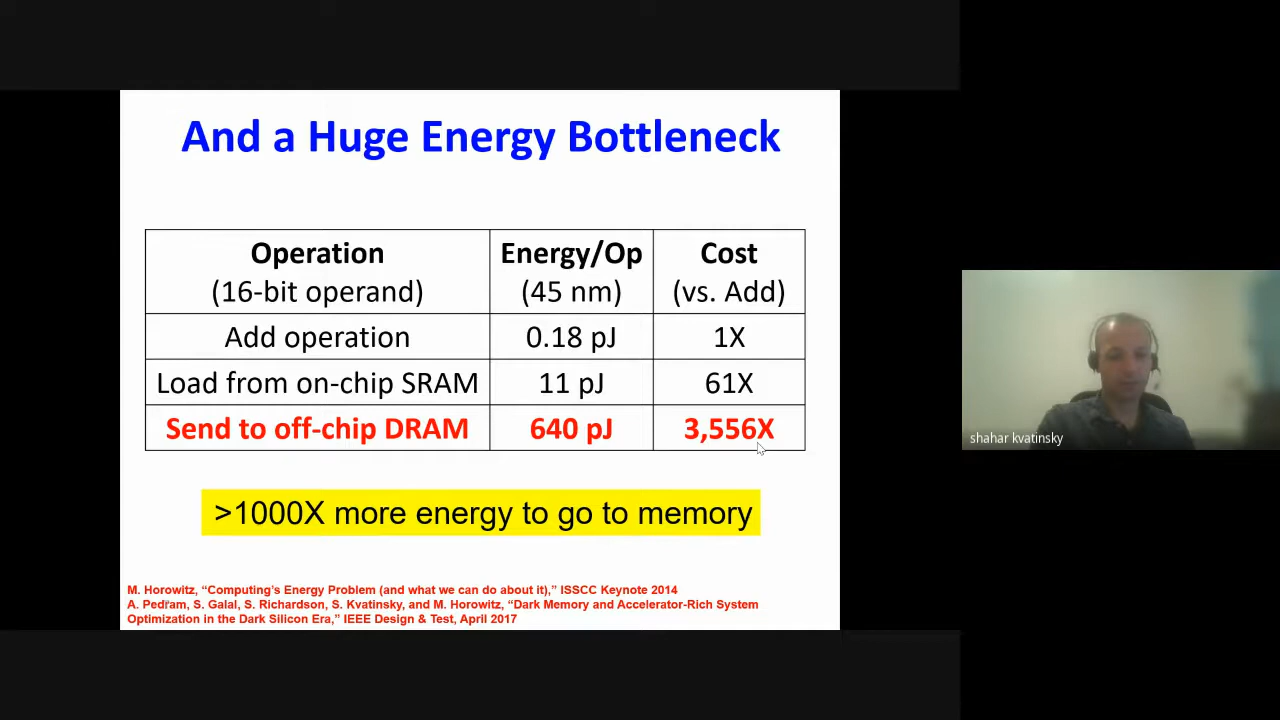 And a Huge Energy Bottleneck
Operation Energy/Op Cost
(16-bit operand) (45 nm) (vs. Add)
Add operation 0.18 pJ 1X
Load from on-chip SRAM 11 pJ 61X
Send to off-chip DRAM 640 pJ 3,556X
>1000X more energy to go to memory
M. Horowitz, “Computing’s Energy Problem (and what we can do about it),” ISSCC Keynote 2014
A. Pedram, S. Galal, S. Richardson, S. Kvatinsky, and M. Horowitz, “Dark Memory and Accelerator-Rich System
Optimization in the Dark Silicon Era,” IEEE Design & Test, April 2017
shahar kvatinsky